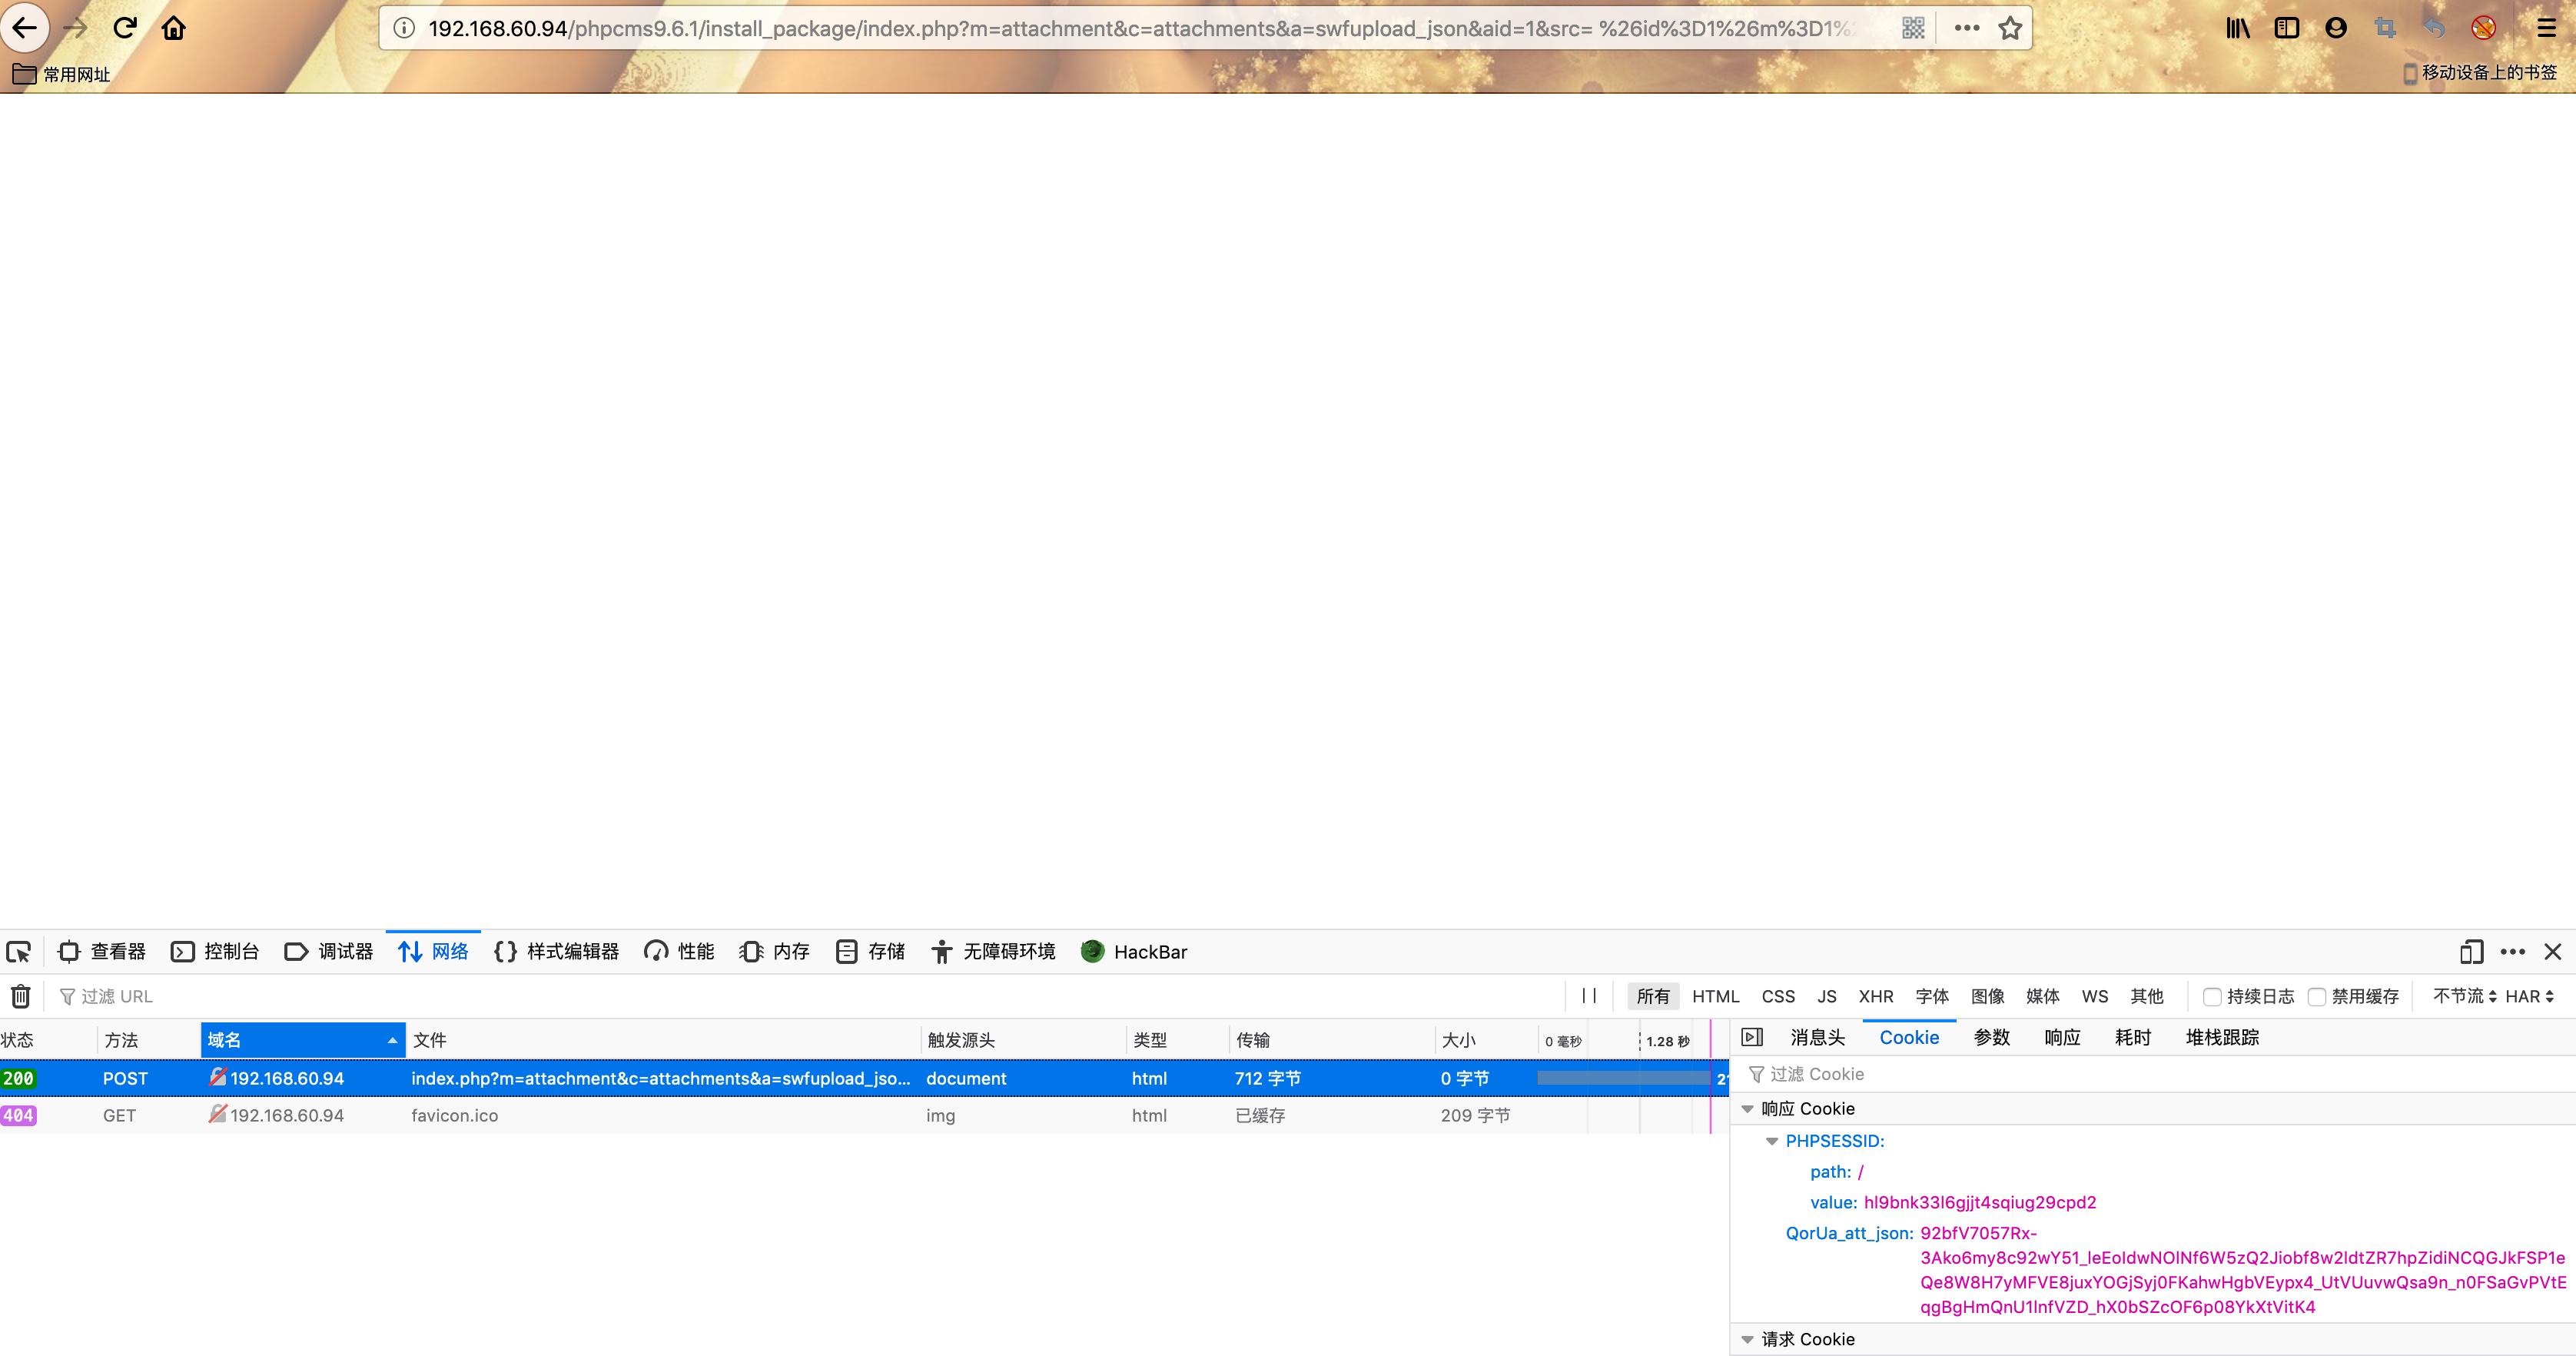 192.168.60.94/phpcms9.6.1/install_package/index.php?m=attachment&c=attachments&a=swfupload_json&aid=1&src= %26id%3D1%26m%3D1%
常用网址
移动设备上的书签
查看器 控制台 调试器 网络 样式编辑器 性能 内存 存储 无障碍环境 HackBar
过滤 URL
所有 HTML CSS JS XHR 字体 图像 媒体 WS 其他 持续日志 禁用缓存 不节流 HAR
状态 方法 域名 文件 触发源头 类型 传输 大小 0 毫秒 1.28 秒
200 POST 192.168.60.94 index.php?m=attachment&c=attachments&a=swfupload_jso... document html 712 字节 0 字节
404 GET 192.168.60.94 favicon.ico img html 已缓存 209 字节
消息头 Cookie 参数 响应 耗时 堆栈跟踪
过滤 Cookie
响应 Cookie
PHPSESSID:
path: /
value: hl9bnk33l6gjjt4sqiug29cpd2
QorUa_att_json: 92bfV7057Rx-
3Ako6my8c92wY51_leEoldwNOlNf6W5zQ2Jiobf8w2ldtZR7hpZidiNCQGJkFSP1e
Qe8W8H7yMFVE8juxYOGjSyj0FKahwHgbVEypx4_UtVUuvwQsa9n_n0FSaGvPVtE
qgBgHmQnU1lnfVZD_hX0bSZcOF6p08YkXtVitK4
请求 Cookie